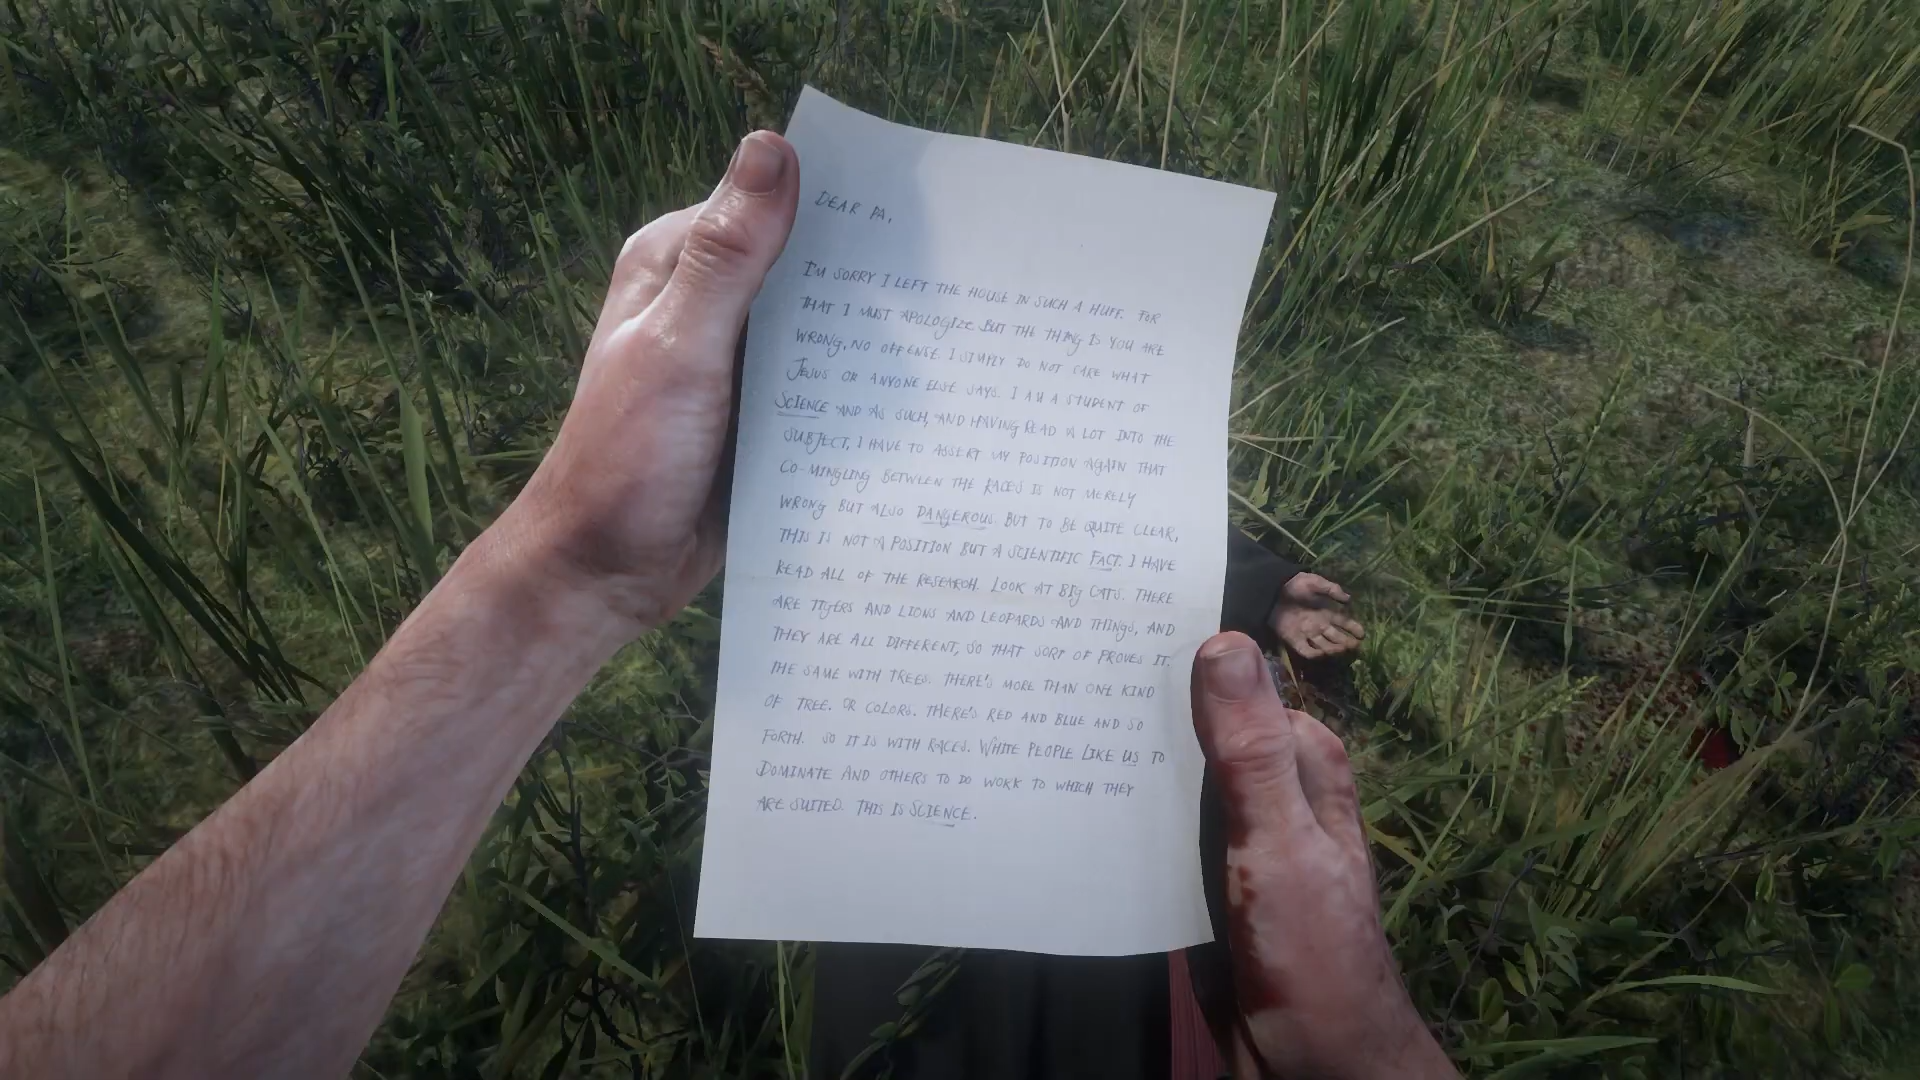 DEAR PA,
I'M SORRY I LEFT THE HOUSE IN SUCH A HUFF. FOR
THAT I MUST APOLOGIZE BUT THE THING IS YOU ARE
WRONG, NO OFFENSE. I SIMPLY DO NOT CARE WHAT
JESUS OR ANYONE ELSE SAYS. I AM A STUDENT OF
SCIENCE AND AS SUCH, AND HAVING READ A LOT INTO THE
SUBJECT, I HAVE TO ASSERT MY POSITION AGAIN THAT
CO-MINGLING BETWEEN THE RACES IS NOT MERELY
WRONG BUT ALSO DANGEROUS. BUT TO BE QUITE CLEAR,
THIS IS NOT A POSITION BUT A SCIENTIFIC FACT. I HAVE
READ ALL OF THE RESEARCH. LOOK AT BIG CATS. THERE
ARE TIGERS AND LIONS AND LEOPARDS AND THINGS, AND
THEY ARE ALL DIFFERENT, SO THAT SORT OF PROVES IT.
THE SAME WITH TREES. THERE'S MORE THAN ONE KIND
OF TREE. OR COLORS. THERE'S RED AND BLUE AND SO
FORTH. SO IT IS WITH RACES. WHITE PEOPLE LIKE US TO
DOMINATE AND OTHERS TO DO WORK TO WHICH THEY
ARE SUITED. THIS IS SCIENCE.